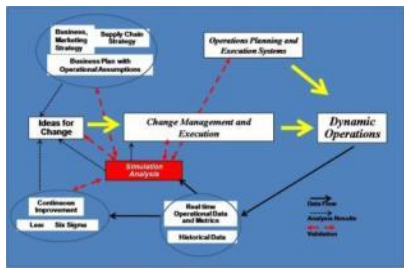 Business,
Marketing
Strategy
Supply Chain
Strategy
Business Plan with
Operational Assumptions
Operations Planning and
Execution Systems
Ideas for
Change
Change Management and
Execution
Dynamic
Operations
Simulation
Analysis
Continuous
Improvement
Six Sigma
Real time
Operational Data
and Metrics
Historical Data
Data Flow
Analysis Results
Validation